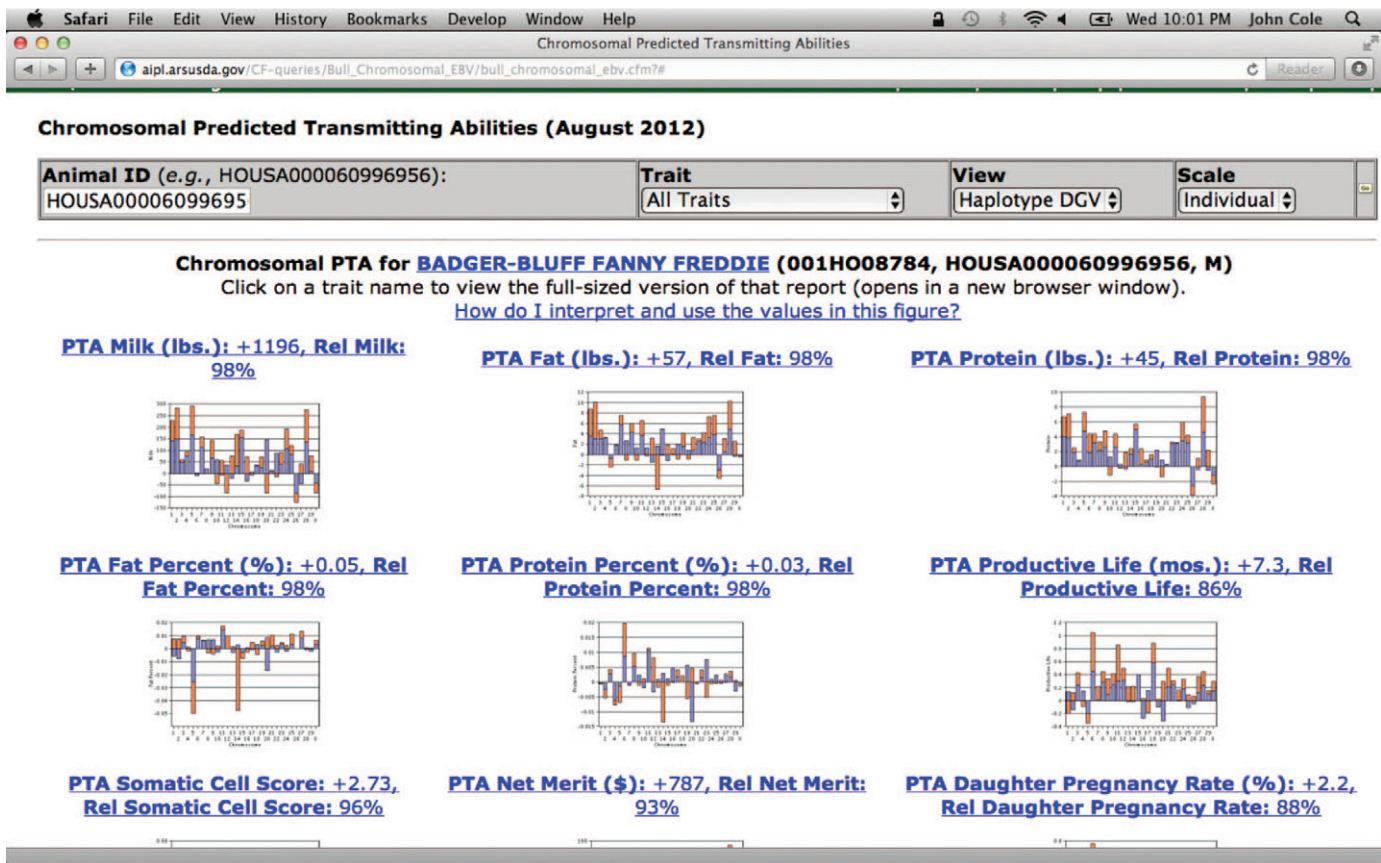 Safari File Edit View History Bookmarks Develop Window Help Wed 10:01 PM John Cole
Chromosomal Predicted Transmitting Abilities
aipl.arsusda.gov/CF-queries/Bull_Chromosomal_EBV/bull_chromosomal_ebv.cfm?# Reader
Chromosomal Predicted Transmitting Abilities (August 2012)
Animal ID (e.g., HOUSA000060996956): Trait View Scale
HOUSA00006099695 All Traits Haplotype DGV Individual Go
Chromosomal PTA for BADGER-BLUFF FANNY FREDDIE (001HO08784, HOUSA000060996956, M)
Click on a trait name to view the full-sized version of that report (opens in a new browser window).
How do I interpret and use the values in this figure?
PTA Milk (lbs.): +1196, Rel Milk:
98%
PTA Fat (lbs.): +57, Rel Fat: 98%
PTA Protein (lbs.): +45, Rel Protein: 98%
PTA Fat Percent (%): +0.05, Rel
Fat Percent: 98%
PTA Protein Percent (%): +0.03, Rel
Protein Percent: 98%
PTA Productive Life (mos.): +7.3, Rel
Productive Life: 86%
PTA Somatic Cell Score: +2.73,
Rel Somatic Cell Score: 96%
PTA Net Merit ($): +787, Rel Net Merit:
93%
PTA Daughter Pregnancy Rate (%): +2.2,
Rel Daughter Pregnancy Rate: 88%